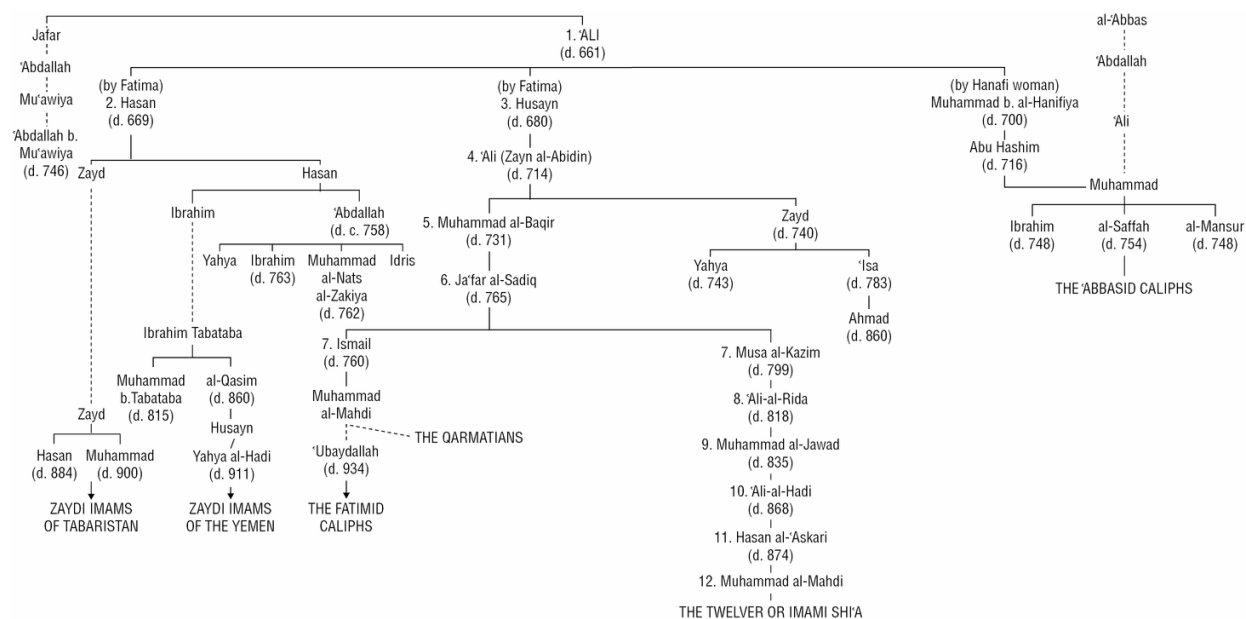 Jafar
'Abdallah
Mu'awiya
'Abdallah b.
Mu'awiya
(d. 746)
1. 'ALI
(d. 661)
(by Fatima)
2. Hasan
(d. 669)
Zayd
Hasan
Ibrahim
'Abdallah
(d. c. 758)
Yahya
Ibrahim
(d. 763)
Muhammad
al-Nats
al-Zakiya
(d. 762)
Idris
Ibrahim Tabataba
Muhammad
b.Tabataba
(d. 815)
al-Qasim
(d. 860)
Husayn
Yahya al-Hadi
(d. 911)
ZAYDI IMAMS
OF THE YEMEN
Zayd
Hasan
(d. 884)
Muhammad
(d. 900)
ZAYDI IMAMS
OF TABARISTAN
(by Fatima)
3. Husayn
(d. 680)
4. 'Ali (Zayn al-Abidin)
(d. 714)
5. Muhammad al-Baqir
(d. 731)
6. Ja'far al-Sadiq
(d. 765)
Zayd
(d. 740)
Yahya
(d. 743)
'Isa
(d. 783)
Ahmad
(d. 860)
7. Ismail
(d. 760)
Muhammad
al-Mahdi
THE QARMATIANS
'Ubaydallah
(d. 934)
THE FATIMID
CALIPHS
7. Musa al-Kazim
(d. 799)
8. 'Ali-al-Rida
(d. 818)
9. Muhammad al-Jawad
(d. 835)
10. 'Ali-al-Hadi
(d. 868)
11. Hasan al-'Askari
(d. 874)
12. Muhammad al-Mahdi
THE TWELVER OR IMAMI SHI'A
(by Hanafi woman)
Muhammad b. al-Hanifiya
(d. 700)
Abu Hashim
(d. 716)
al-'Abbas
'Abdallah
'Ali
Muhammad
Ibrahim
(d. 748)
al-Saffah
(d. 754)
al-Mansur
(d. 748)
THE 'ABBASID CALIPHS